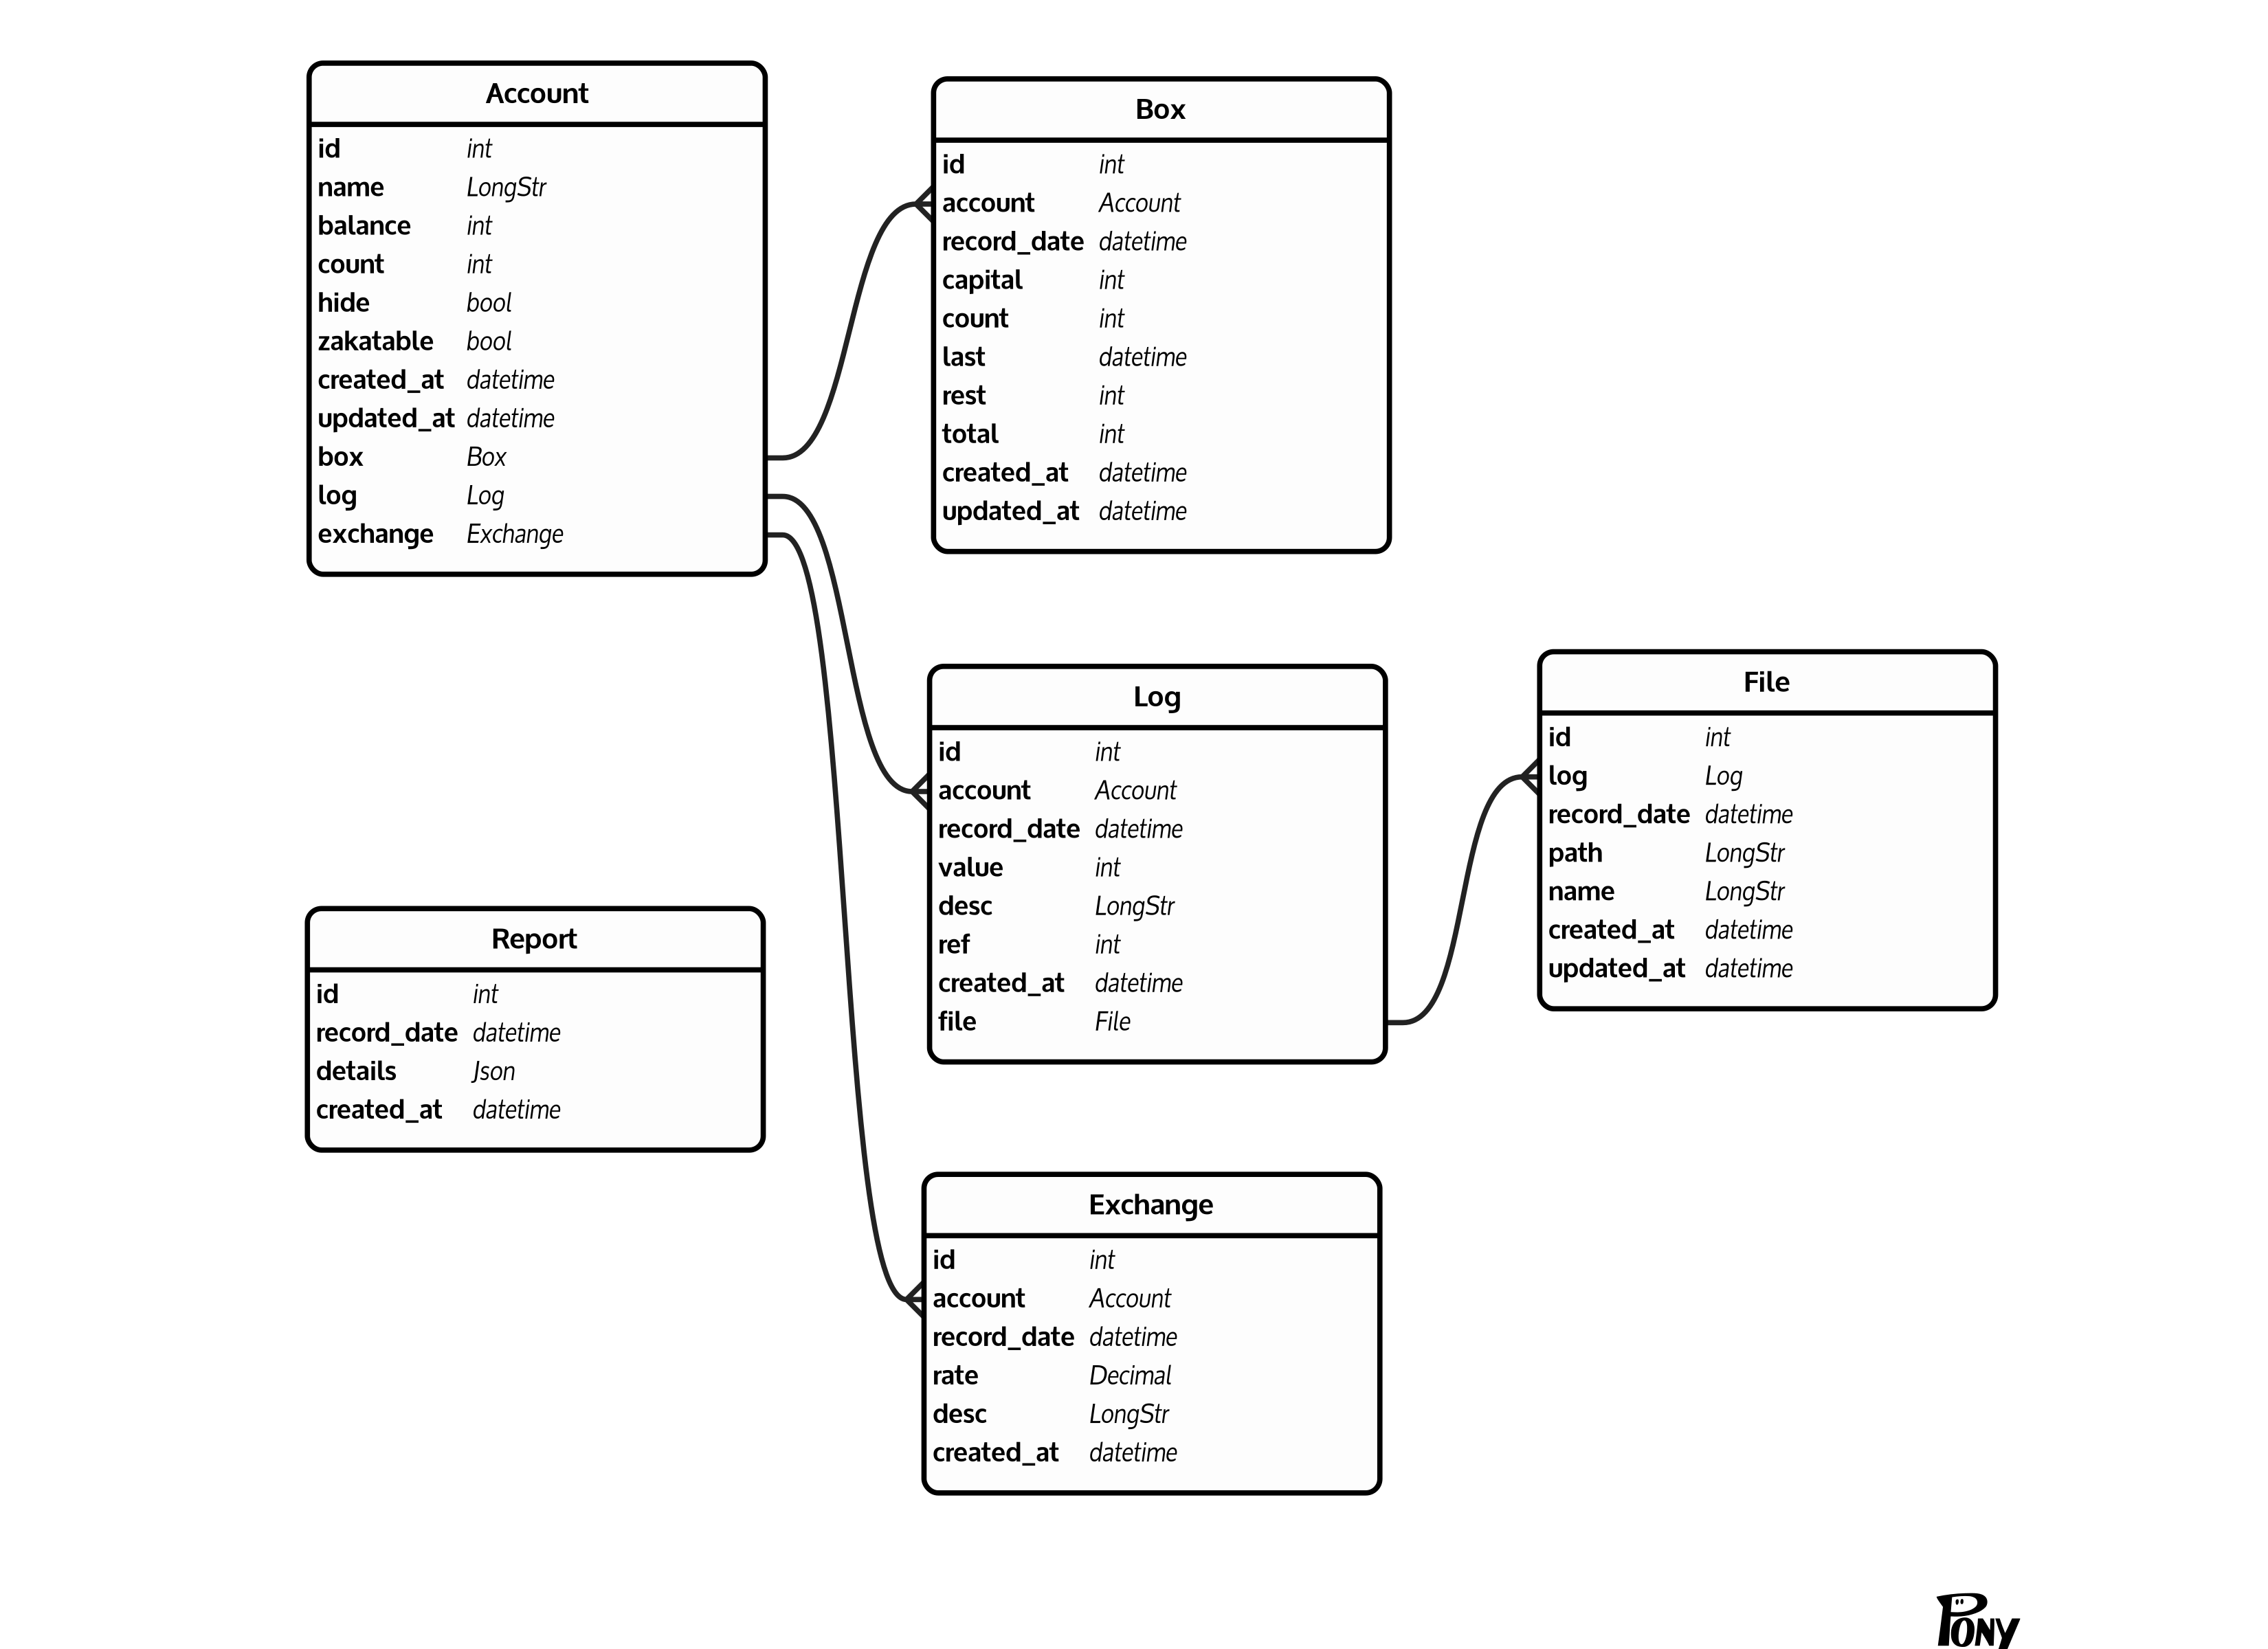 Account
id int
name LongStr
balance int
count int
hide bool
zakatable bool
created_at datetime
updated_at datetime
box Box
log Log
exchange Exchange
Box
id int
account Account
record_date datetime
capital int
count int
last datetime
rest int
total int
created_at datetime
updated_at datetime
Log
id int
account Account
record_date datetime
value int
desc LongStr
ref int
created_at datetime
file File
File
id int
log Log
record_date datetime
path LongStr
name LongStr
created_at datetime
updated_at datetime
Report
id int
record_date datetime
details Json
created_at datetime
Exchange
id int
account Account
record_date datetime
rate Decimal
desc LongStr
created_at datetime
PONY